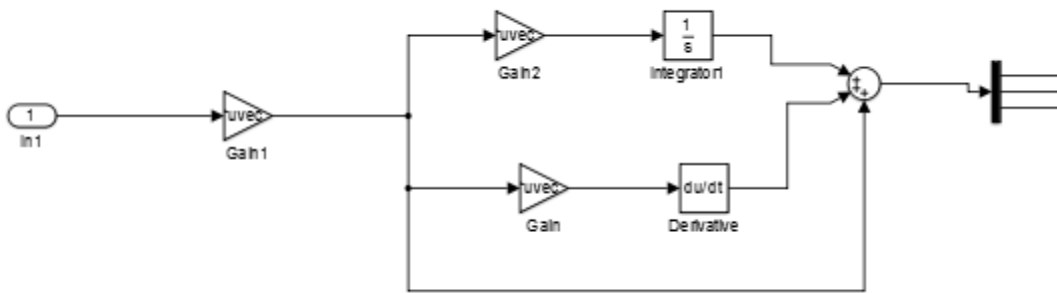 uvec
Gain2
1
s
Integrator1
1
In1
uvec
Gain1
+
+
+
uvec
Gain
du/dt
Derivative